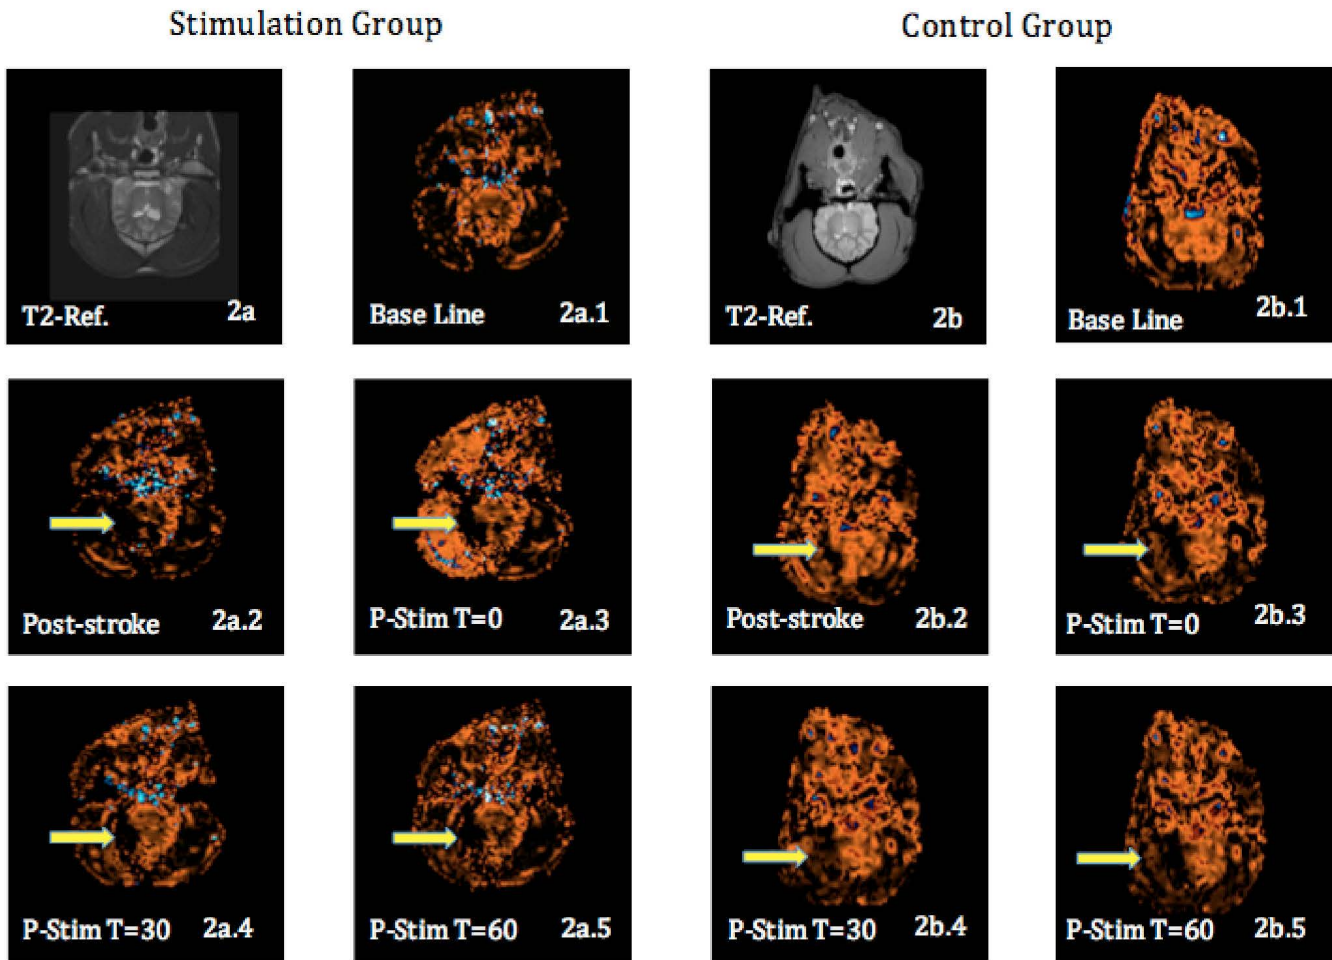 Stimulation Group
Control Group
T2-Ref. 2a
Base Line 2a.1
T2-Ref. 2b
Base Line 2b.1
Post-stroke 2a.2
P-Stim T=0 2a.3
Post-stroke 2b.2
P-Stim T=0 2b.3
P-Stim T=30 2a.4
P-Stim T=60 2a.5
P-Stim T=30 2b.4
P-Stim T=60 2b.5